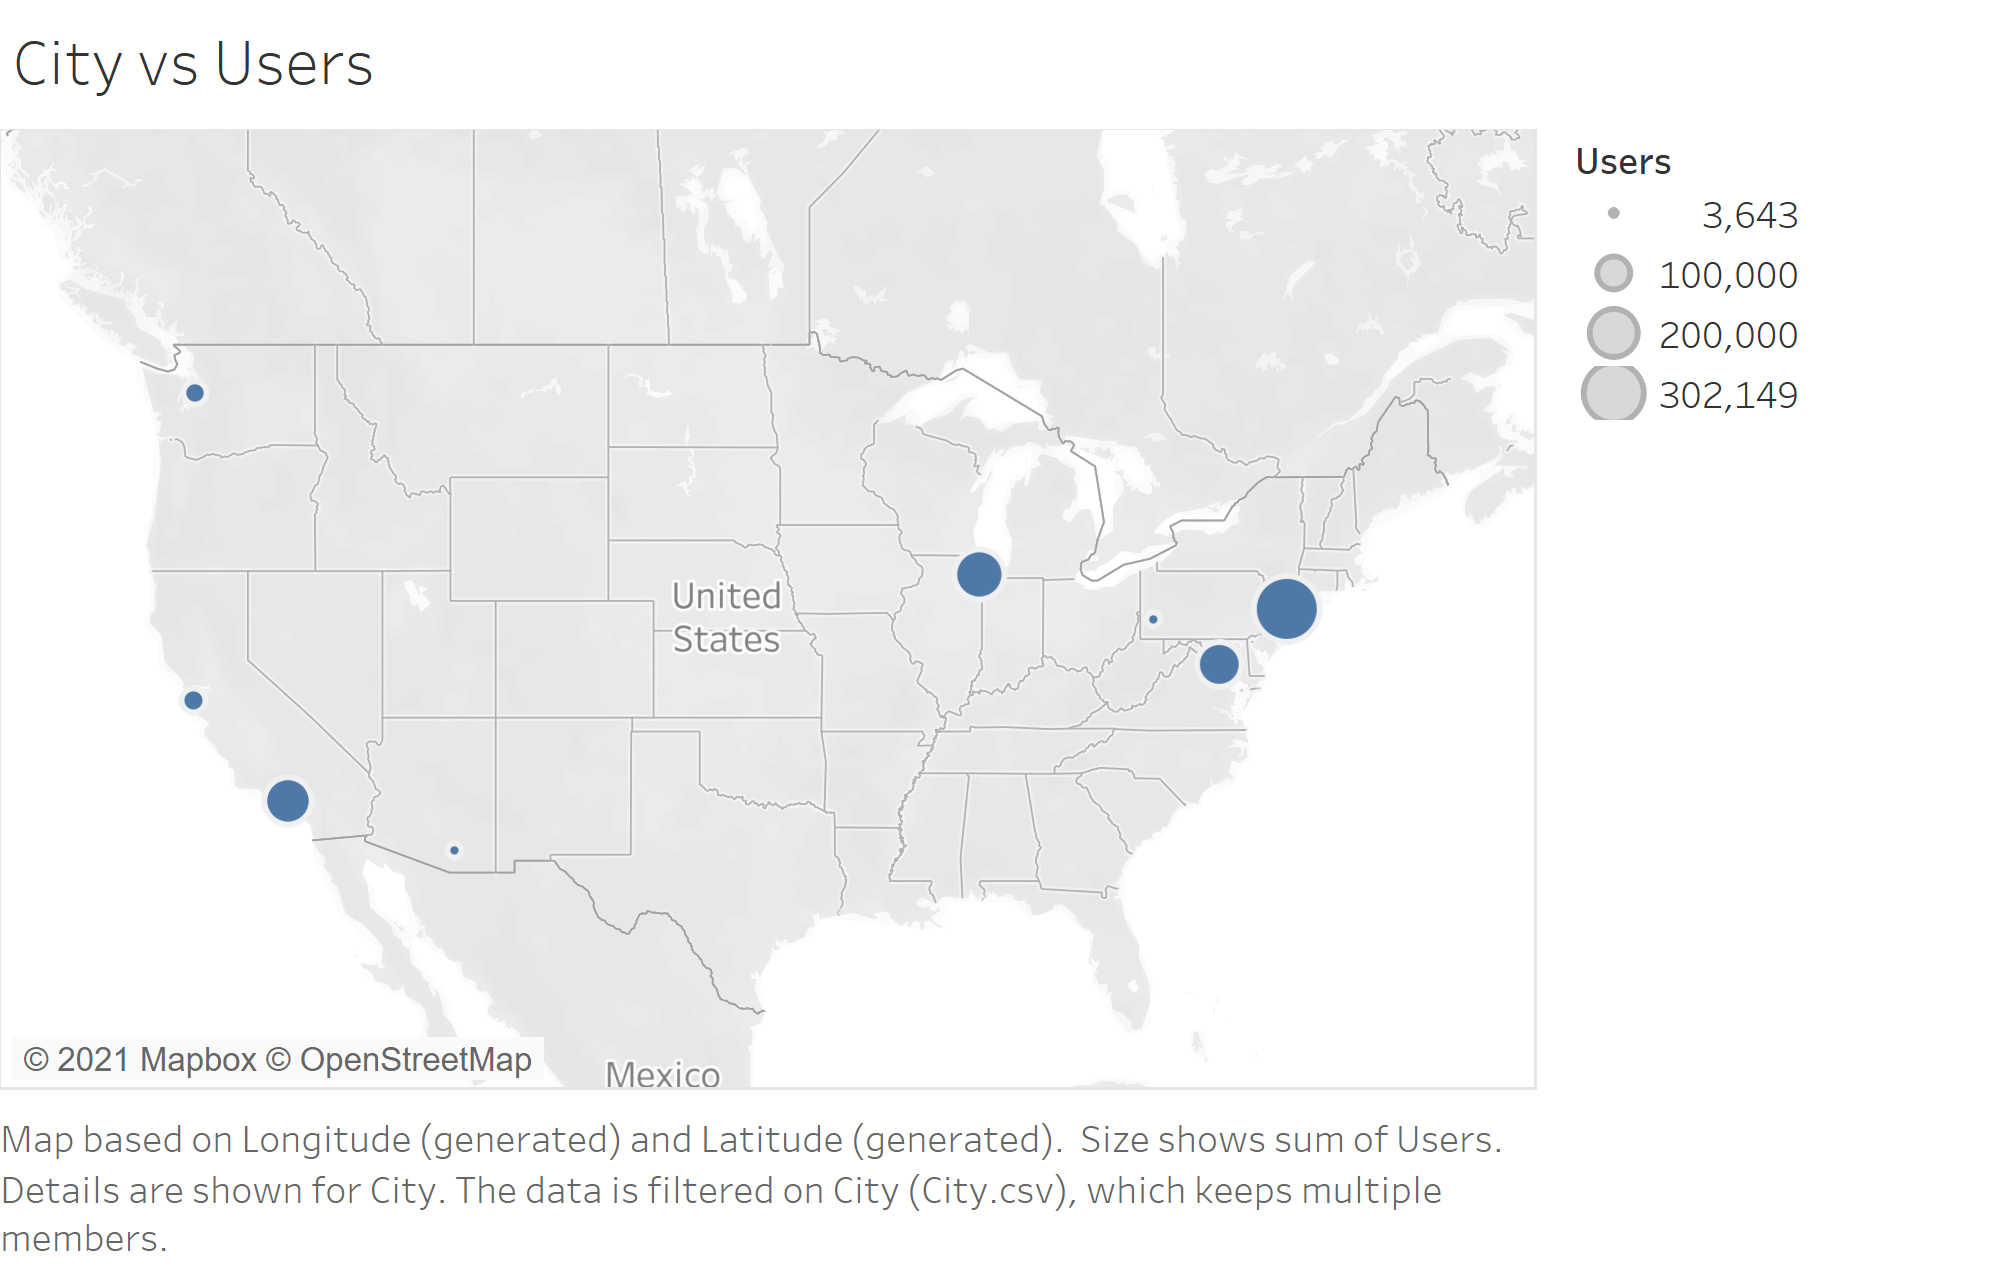 City vs Users
Users
3,643
100,000
200,000
302,149
United
States
Mexico
© 2021 Mapbox © OpenStreetMap
Map based on Longitude (generated) and Latitude (generated).  Size shows sum of Users.
Details are shown for City. The data is filtered on City (City.csv), which keeps multiple
members.